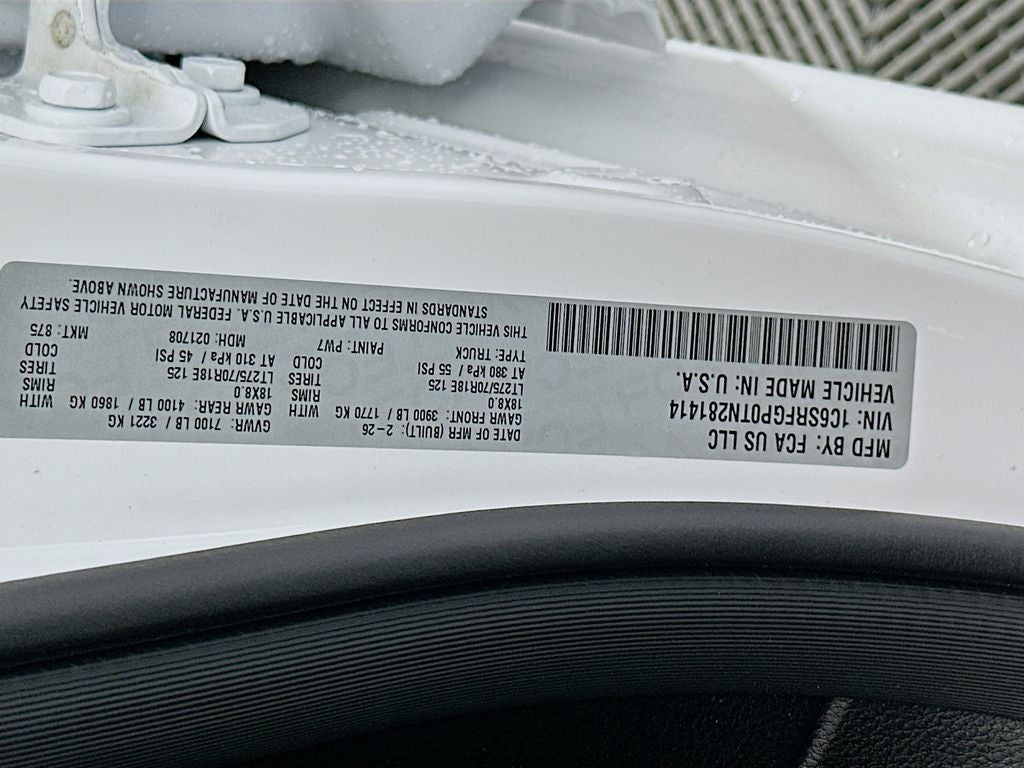 MFD BY: FCA US LLC
VIN: 1C6SRFGP0TN281414
VEHICLE MADE IN: U.S.A.
DATE OF MFR (BUILT): 2-26
GAWR FRONT: 3900 LB / 1770 KG WITH
18X8.0 RIMS
LT275/70R18E 125 TIRES
AT 380 kPa / 55 PSI COLD
TYPE: TRUCK
PAINT: PW7
GVWR: 7100 LB / 3221 KG
GAWR REAR: 4100 LB / 1860 KG WITH
18X8.0 RIMS
LT275/70R18E 125 TIRES
AT 310 kPa / 45 PSI COLD
MDH: 021708
MKT: 875
THIS VEHICLE CONFORMS TO ALL APPLICABLE U.S.A. FEDERAL MOTOR VEHICLE SAFETY
STANDARDS IN EFFECT ON THE DATE OF MANUFACTURE SHOWN ABOVE.